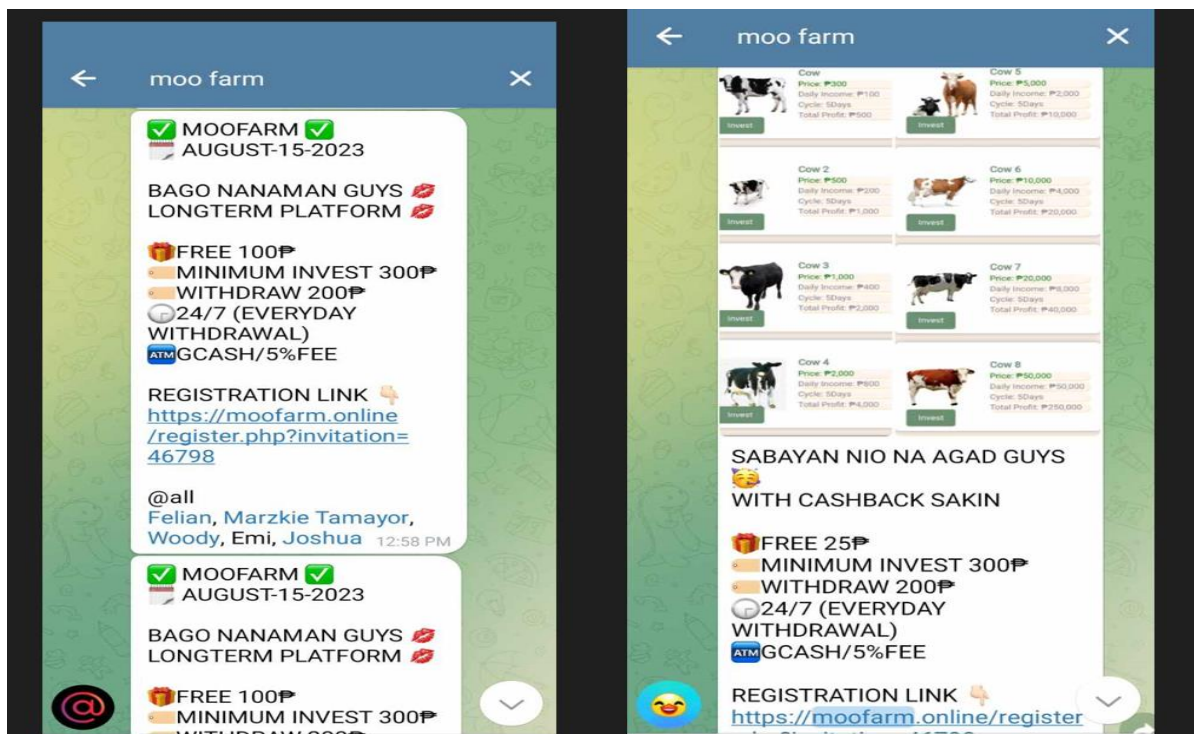 moo farm
✅ MOOFARM ✅
🗓️ AUGUST-15-2023
BAGO NANAMAN GUYS 💋
LONGTERM PLATFORM 💋
🎁FREE 100₱
🏷️MINIMUM INVEST 300₱
🏷️WITHDRAW 200₱
🕞24/7 (EVERYDAY
WITHDRAWAL)
🏧GCASH/5%FEE
REGISTRATION LINK 👇🏻
https://moofarm.online
/register.php?invitation=
46798
@all
Felian, Marzkie Tamayor,
Woody, Emi, Joshua 12:58 PM
✅ MOOFARM ✅
🗓️ AUGUST-15-2023
BAGO NANAMAN GUYS 💋
LONGTERM PLATFORM 💋
🎁FREE 100₱
🏷️MINIMUM INVEST 300₱
moo farm
Cow
Price: ₱300
Daily Income: ₱100
Cycle: 5Days
Total Profit: ₱500
Invest
Cow 5
Price: ₱5,000
Daily Income: ₱2,000
Cycle: 5Days
Total Profit: ₱10,000
Invest
Cow 2
Price: ₱500
Daily Income: ₱200
Cycle: 5Days
Total Profit: ₱1,000
Invest
Cow 6
Price: ₱10,000
Daily Income: ₱4,000
Cycle: 5Days
Total Profit: ₱20,000
Invest
Cow 3
Price: ₱1,000
Daily Income: ₱400
Cycle: 5Days
Total Profit: ₱2,000
Invest
Cow 7
Price: ₱20,000
Daily Income: ₱8,000
Cycle: 5Days
Total Profit: ₱40,000
Invest
Cow 4
Price: ₱2,000
Daily Income: ₱800
Cycle: 5Days
Total Profit: ₱4,000
Invest
Cow 8
Price: ₱50,000
Daily Income: ₱50,000
Cycle: 5Days
Total Profit: ₱250,000
Invest
SABAYAN NIO NA AGAD GUYS
🥳
WITH CASHBACK SAKIN
🎁FREE 25₱
🏷️MINIMUM INVEST 300₱
🏷️WITHDRAW 200₱
🕞24/7 (EVERYDAY
WITHDRAWAL)
🏧GCASH/5%FEE
REGISTRATION LINK 👇🏻
https://moofarm.online/register